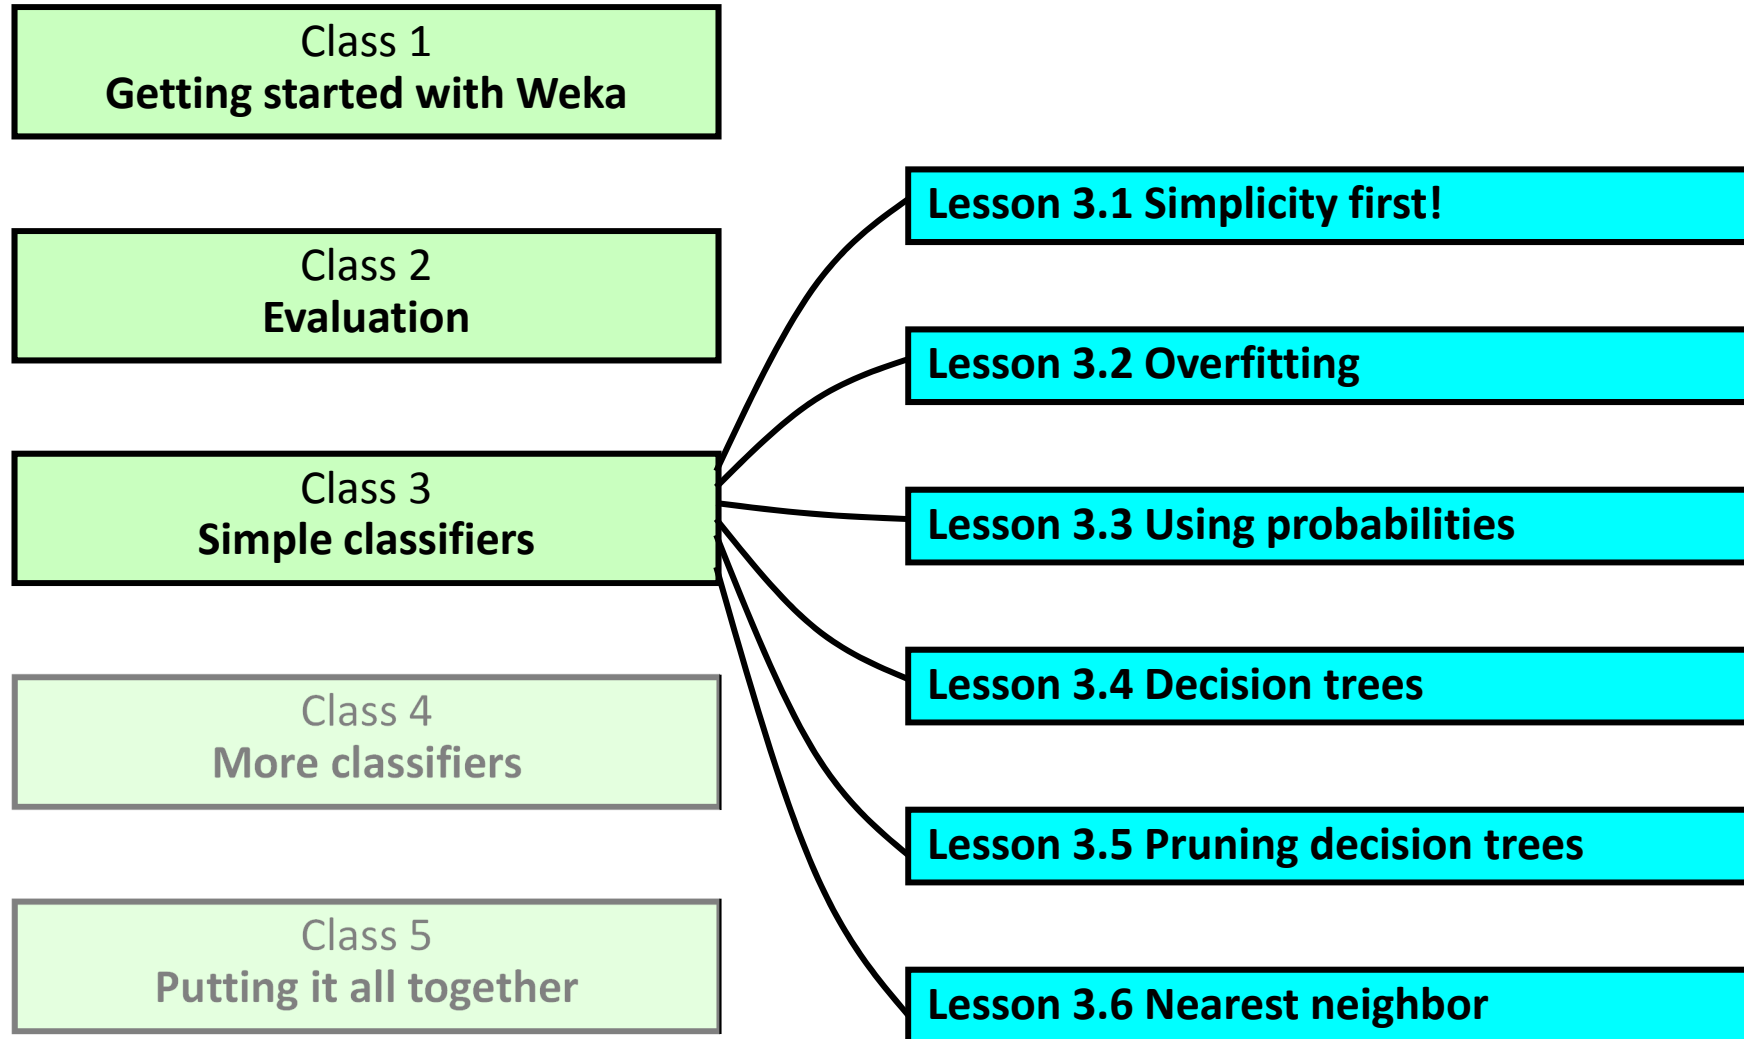 Class 1
Getting started with Weka
Class 2
Evaluation
Class 3
Simple classifiers
Class 4
More classifiers
Class 5
Putting it all together
Lesson 3.1 Simplicity first!
Lesson 3.2 Overfitting
Lesson 3.3 Using probabilities
Lesson 3.4 Decision trees
Lesson 3.5 Pruning decision trees
Lesson 3.6 Nearest neighbor